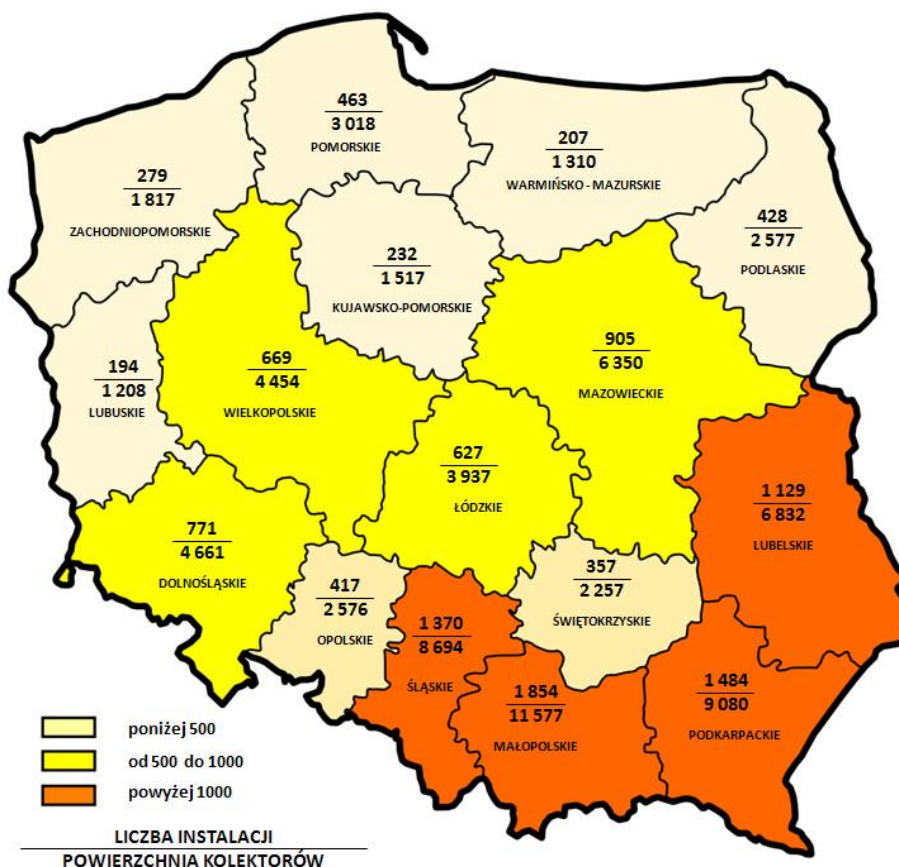 463
3 018
POMORSKIE
207
1 310
WARMIŃSKO - MAZURSKIE
279
1 817
ZACHODNIOPOMORSKIE
428
2 577
PODLASKIE
232
1 517
KUJAWSKO-POMORSKIE
194
1 208
LUBUSKIE
669
4 454
WIELKOPOLSKIE
905
6 350
MAZOWIECKIE
627
3 937
ŁÓDZKIE
1 129
6 832
LUBELSKIE
771
4 661
DOLNOŚLĄSKIE
417
2 576
OPOLSKIE
357
2 257
ŚWIĘTOKRZYSKIE
1 370
8 694
ŚLĄSKIE
1 854
11 577
MAŁOPOLSKIE
1 484
9 080
PODKARPACKIE
poniżej 500
od 500 do 1000
powyżej 1000
LICZBA INSTALACJI
POWIERZCHNIA KOLEKTORÓW